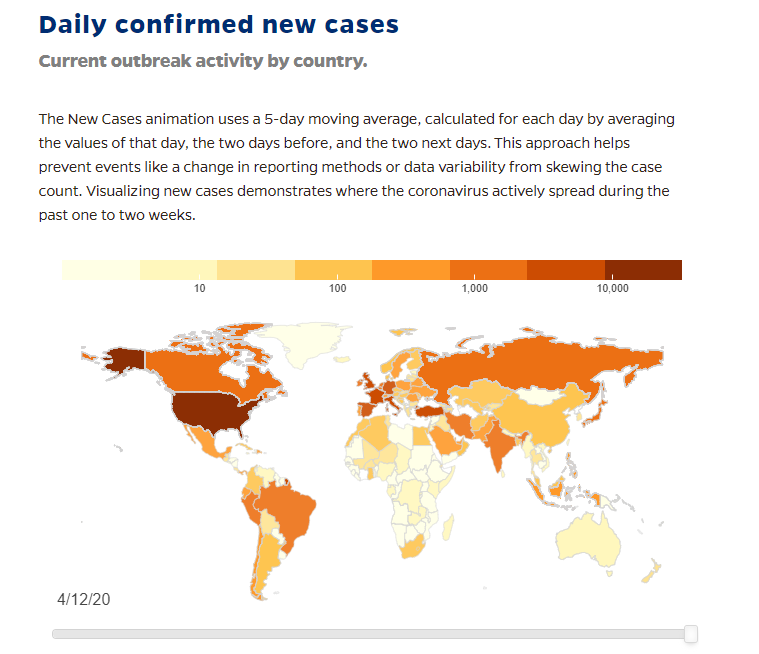 Daily confirmed new cases
Current outbreak activity by country.
The New Cases animation uses a 5-day moving average, calculated for each day by averaging
the values of that day, the two days before, and the two next days. This approach helps
prevent events like a change in reporting methods or data variability from skewing the case
count. Visualizing new cases demonstrates where the coronavirus actively spread during the
past one to two weeks.
10 100 1,000 10,000
4/12/20